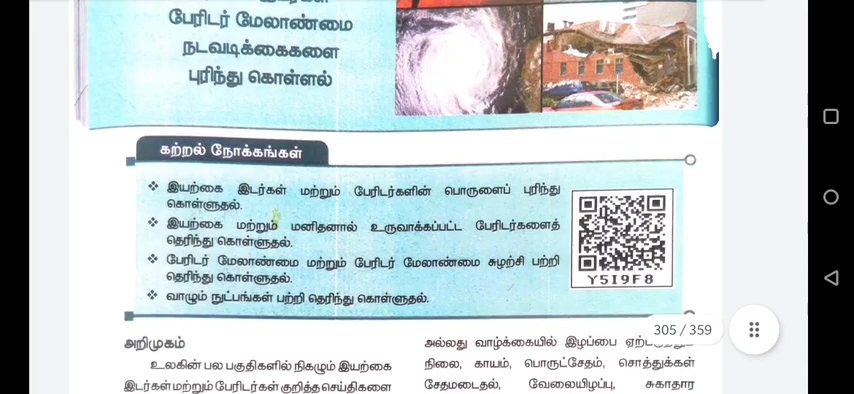 பேரிடர் மேலாண்மை
நடவடிக்கைகளை
புரிந்து கொள்ளல்
கற்றல் நோக்கங்கள்
❖ இயற்கை இடர்கள் மற்றும் பேரிடர்களின் பொருளைப் புரிந்து
கொள்ளுதல்.
❖ இயற்கை மற்றும் மனிதனால் உருவாக்கப்பட்ட பேரிடர்களைத்
தெரிந்து கொள்ளுதல்.
❖ பேரிடர் மேலாண்மை மற்றும் பேரிடர் மேலாண்மை சுழற்சி பற்றி
தெரிந்து கொள்ளுதல்.
❖ வாழும் நுட்பங்கள் பற்றி தெரிந்து கொள்ளுதல்.
Y5I9F8
305 / 359
அறிமுகம்
உலகின் பல பகுதிகளில் நிகழும் இயற்கை
இடர்கள் மற்றும் பேரிடர்கள் குறித்த செய்திகளை
அல்லது வாழ்க்கையில் இழப்பை
நிலை, காயம், பொருட்சேதம், சொத்துக்கள்
சேதமடைதல், வேலையிழப்பு, சுகாதார